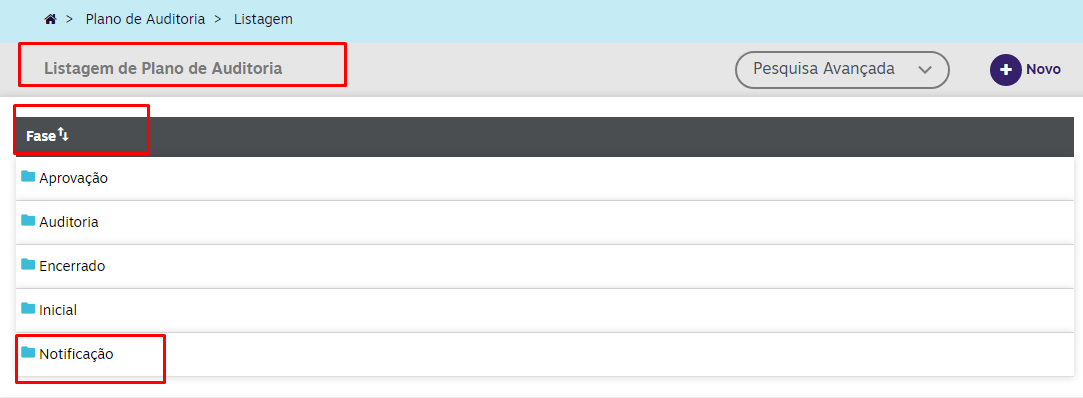 > Plano de Auditoria > Listagem
Listagem de Plano de Auditoria
Pesquisa Avançada
Novo
Fase
Aprovação
Auditoria
Encerrado
Inicial
Notificação